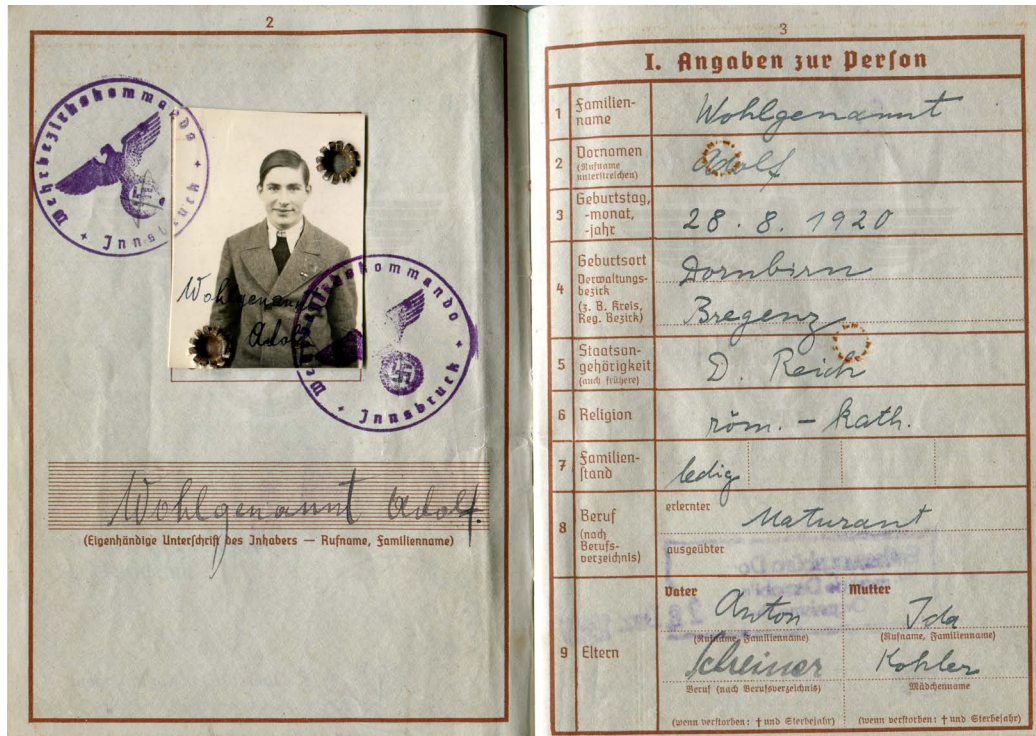 2
Wehrbezirkskommando
+ Innsbruck +
Wohlgenannt
Adolf
Wehrbezirkskommando
+ Innsbruck +
Wohlgenannt Adolf.
(Eigenhändige Unterschrift des Inhabers — Rufname, Familienname)
3
I. Angaben zur Person
1 Familien-
name
Wohlgenannt
2 Vornamen
(Rufname
unterstreichen)
Adolf
3 Geburtstag,
-monat,
-jahr
28. 8. 1920
4 Geburtsort
Verwaltungs-
bezirk
(z. B. Kreis,
Reg. Bezirk)
Dornbirn
Bregenz
5 Staatsan-
gehörigkeit
(auch frühere)
D. Reich
6 Religion
röm. - kath.
7 Familien-
stand
ledig
8 Beruf
(nach
Berufs-
verzeichnis)
erlernter
Maturant
ausgeübter
9 Eltern
Vater
Anton
(Rufname, Familienname)
Schreiner
Beruf (nach Berufsverzeichnis)
(wenn verstorben: † und Sterbejahr)
Mutter
Ida
(Rufname, Familienname)
Kohler
Mädchenname
(wenn verstorben: † und Sterbejahr)